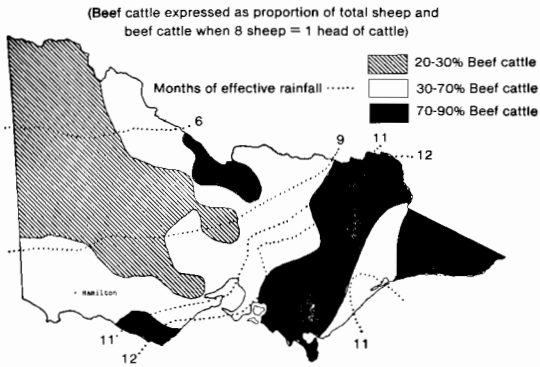 (Beef cattle expressed as proportion of total sheep and
beef cattle when 8 sheep = 1 head of cattle)
20-30% Beef cattle
Months of effective rainfall ······ 30-70% Beef cattle
70-90% Beef cattle
6
9
11
12
Hamilton
11
12
11